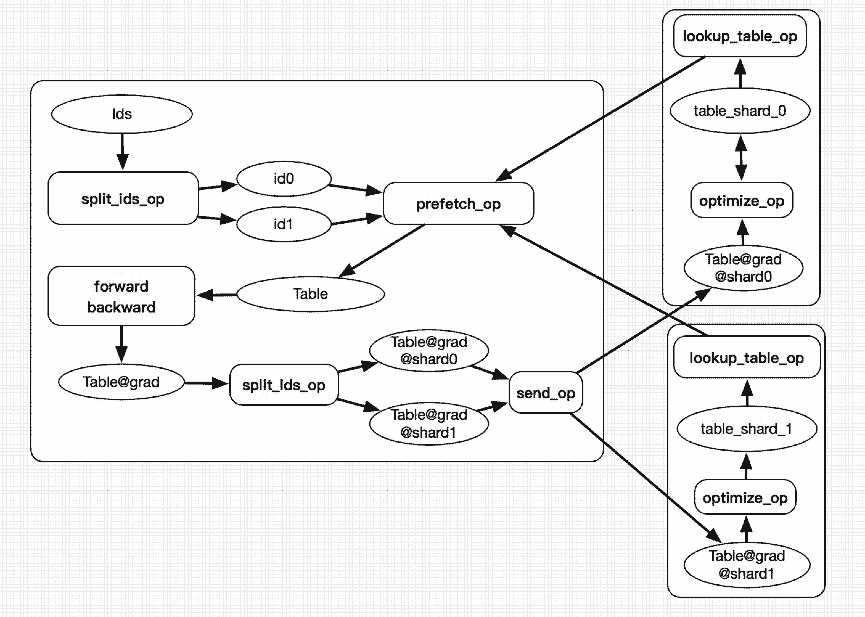 Ids
split_ids_op
id0
id1
prefetch_op
forward
backward
Table
Table@grad
split_Ids_op
Table@grad
@shard0
Table@grad
@shard1
send_op
lookup_table_op
table_shard_0
optimize_op
Table@grad
@shard0
lookup_table_op
table_shard_1
optimize_op
Table@grad
@shard1